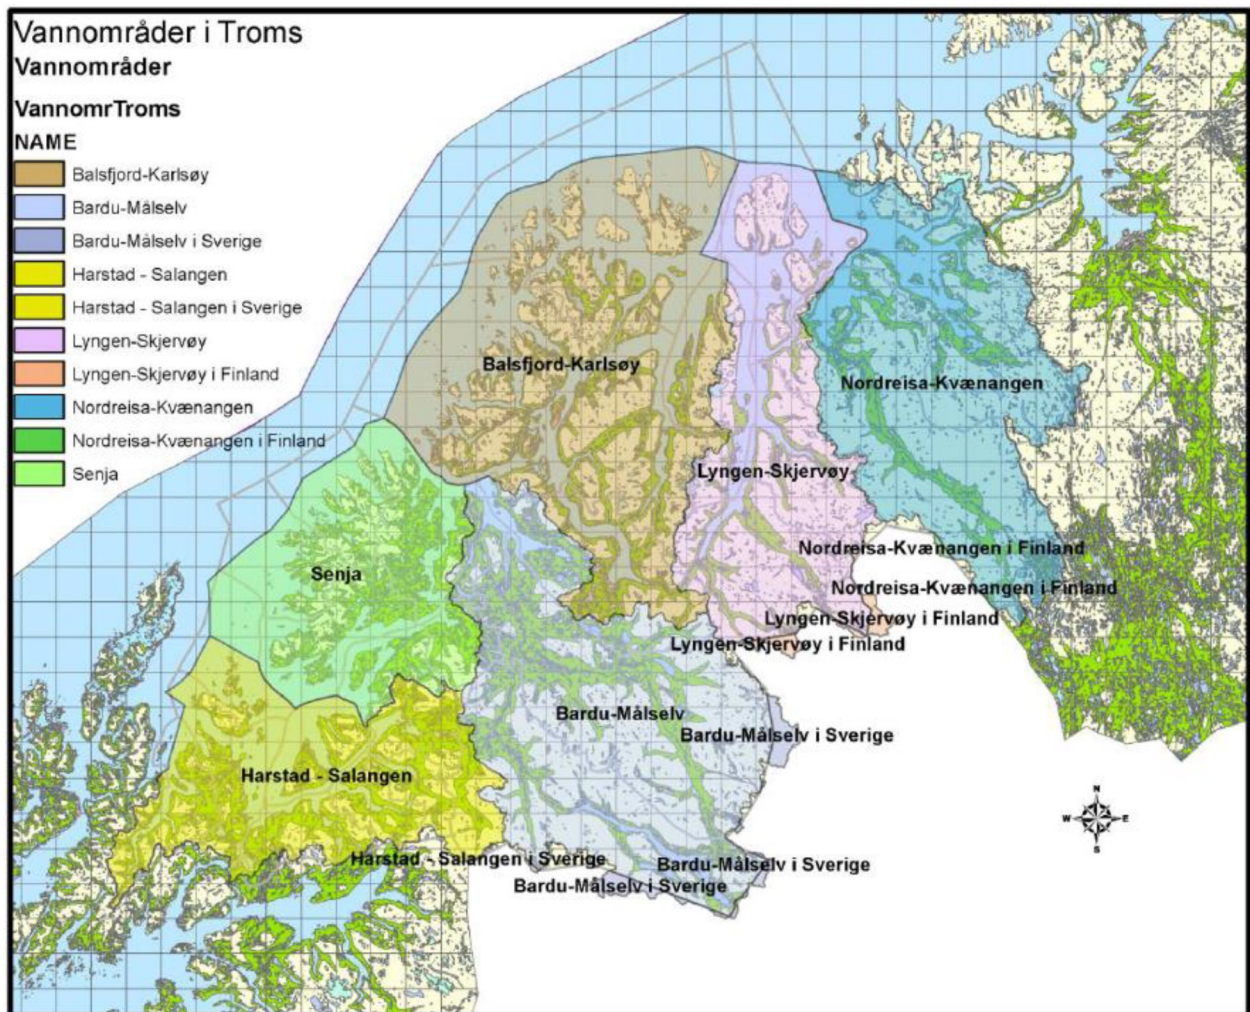 Vannområder i Troms
Vannområder
VannomrTroms
NAME
Balsfjord-Karlsøy
Bardu-Målselv
Bardu-Målselv i Sverige
Harstad - Salangen
Harstad - Salangen i Sverige
Lyngen-Skjervøy
Lyngen-Skjervøy i Finland
Nordreisa-Kvænangen
Nordreisa-Kvænangen i Finland
Senja
Balsfjord-Karlsøy
Nordreisa-Kvænangen
Lyngen-Skjervøy
Nordreisa-Kvænangen i Finland
Senja
Nordreisa-Kvænangen i Finland
Lyngen-Skjervøy i Finland
Lyngen-Skjervøy i Finland
Bardu-Målselv
Bardu-Målselv i Sverige
Harstad - Salangen
N
W E
S
Harstad - Salangen i Sverige
Bardu-Målselv i Sverige
Bardu-Målselv i Sverige